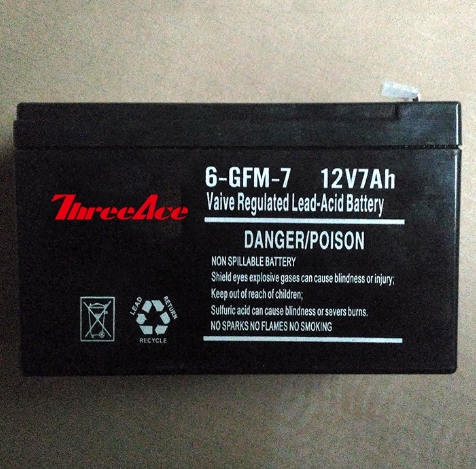 ThreeAce
6-GFM-7 12V7Ah
Vaive Regulated Lead-Acid Battery
DANGER/POISON
NON SPILLABLE BATTERY
Shield eyes explosive gases can cause blindness or injury;
Keep out of reach of children;
Sulfuric acid can cause blindness or severs burns.
NO SPARKS NO FLAMES NO SMOKING
LEAD RETURN
RECYCLE